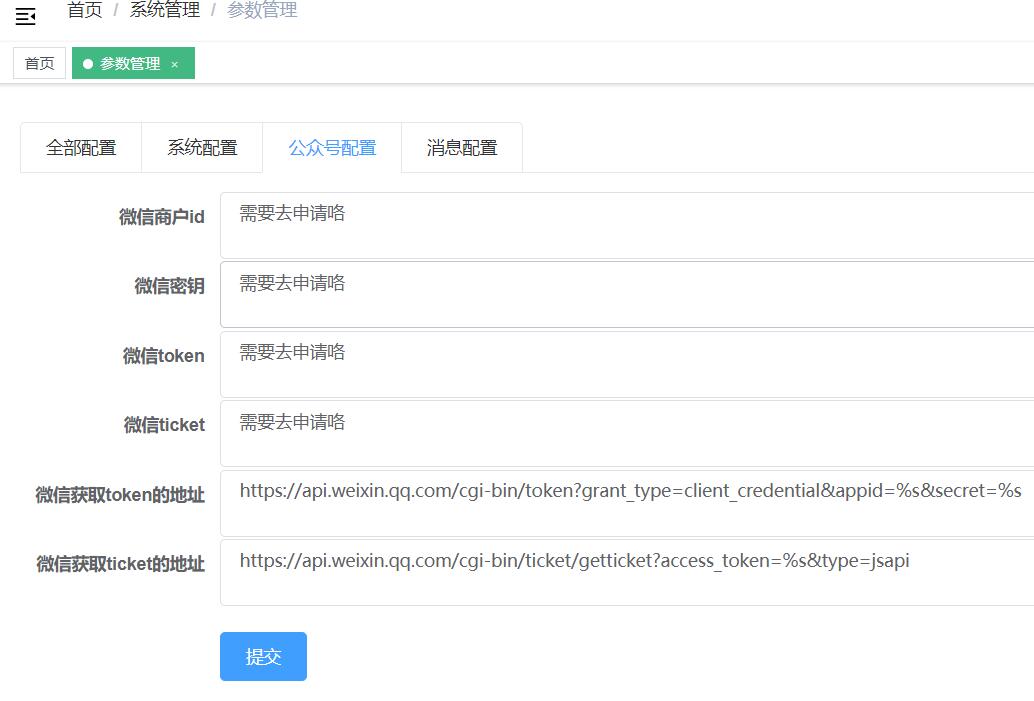 首页 / 系统管理 / 参数管理
首页 参数管理 ×
全部配置 系统配置 公众号配置 消息配置
微信商户id 需要去申请咯
微信密钥 需要去申请咯
微信token 需要去申请咯
微信ticket 需要去申请咯
微信获取token的地址 https://api.weixin.qq.com/cgi-bin/token?grant_type=client_credential&appid=%s&secret=%s
微信获取ticket的地址 https://api.weixin.qq.com/cgi-bin/ticket/getticket?access_token=%s&type=jsapi
提交